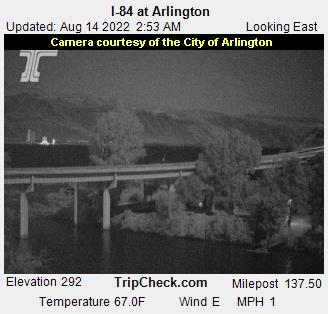 I-84 at Arlington
Updated: Aug 14 2022 2:53 AM Looking East
Camera courtesy of the City of Arlington
Elevation 292 TripCheck.com Milepost 137.50
Temperature 67.0F Wind E MPH 1